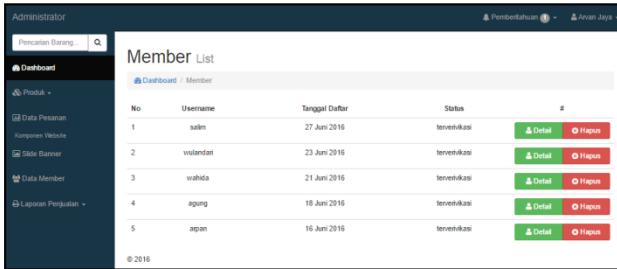 Administrator
Pemberitahuan 1
Arvan Jaya
Pencarian Barang...
Dashboard
Produk
Data Pesanan
Komponen Website
Slide Banner
Data Member
Laporan Penjualan
Member List
Dashboard / Member
No Username Tanggal Daftar Status #
1 salim 27 Juni 2016 terverivikasi Detail Hapus
2 wulandari 23 Juni 2016 terverivikasi Detail Hapus
3 wahida 21 Juni 2016 terverivikasi Detail Hapus
4 agung 18 Juni 2016 terverivikasi Detail Hapus
5 arpan 16 Juni 2016 terverivikasi Detail Hapus
© 2016